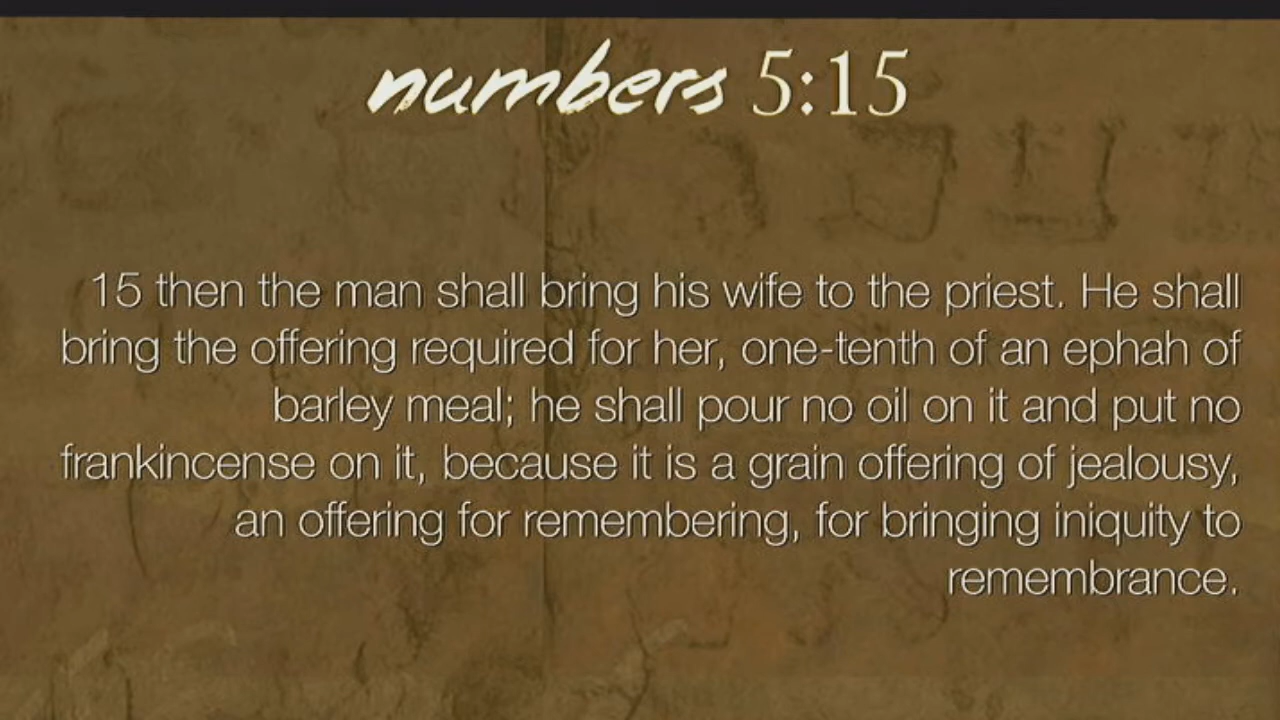 numbers 5:15
15 then the man shall bring his wife to the priest. He shall
bring the offering required for her, one-tenth of an ephah of
barley meal; he shall pour no oil on it and put no
frankincense on it, because it is a grain offering of jealousy,
an offering for remembering, for bringing iniquity to
remembrance.